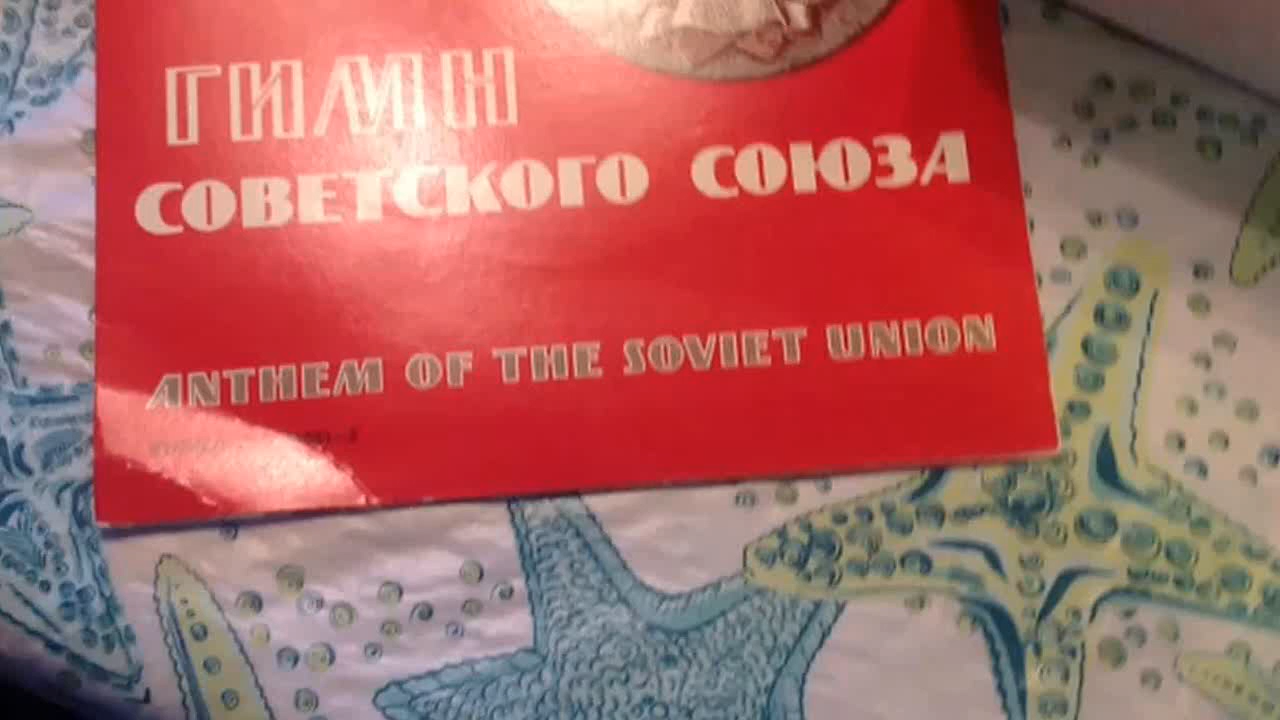 ГИМН
СОВЕТСКОГО СОЮЗА
ANTHEM OF THE SOVIET UNION